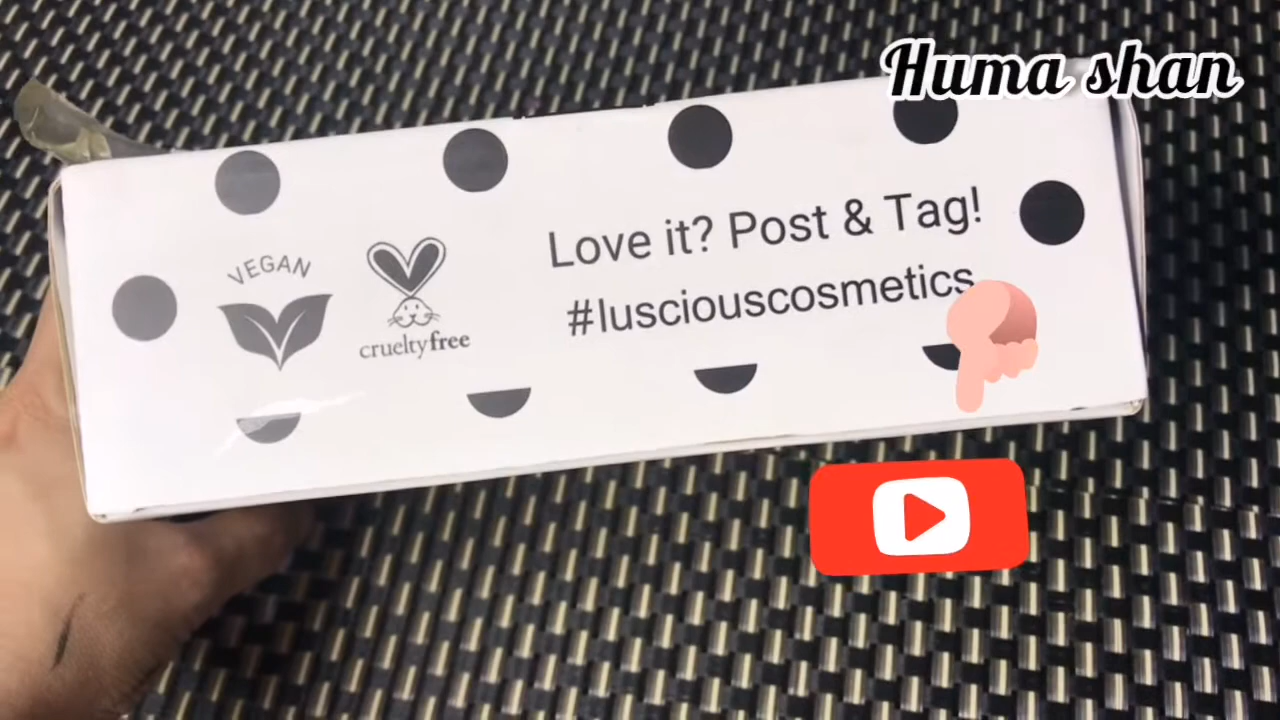 Huma shan
Love it? Post & Tag!
VEGAN
#lusciouscosmetics
crueltyfree